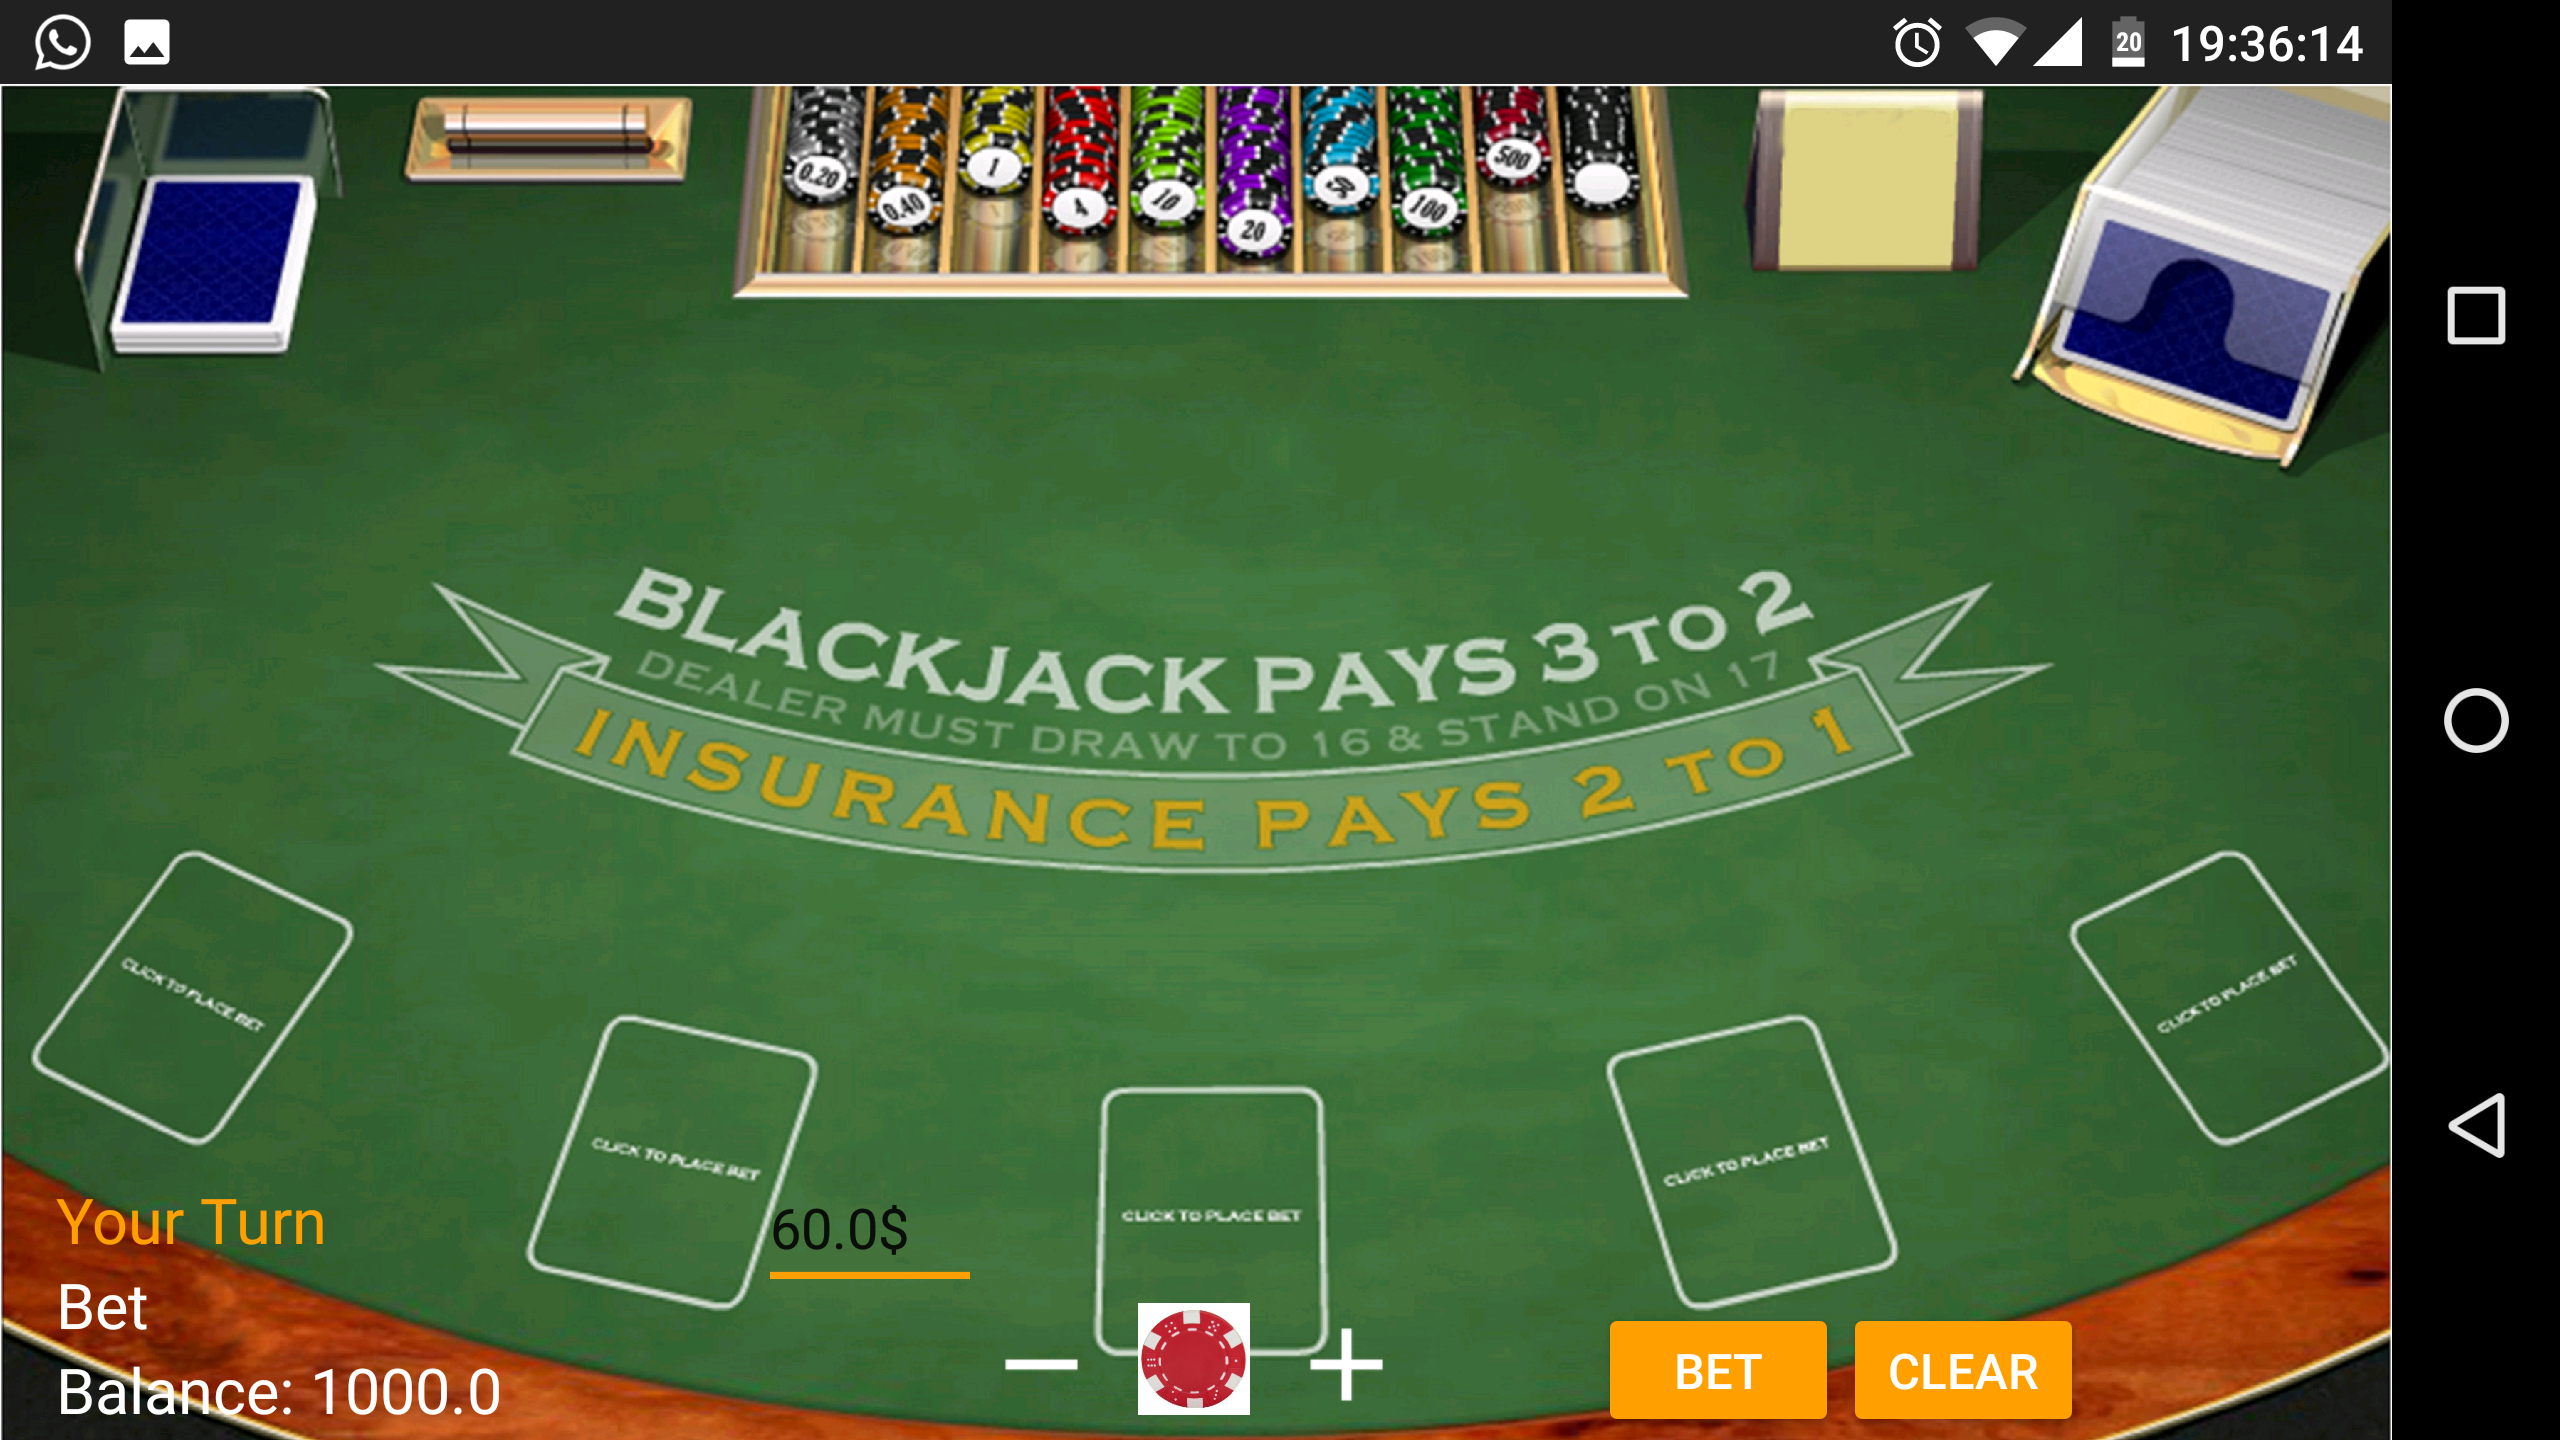 20 19:36:14
0.20
0.40
1
4
10
20
50
100
500
BLACKJACK PAYS 3 TO 2
DEALER MUST DRAW TO 16 & STAND ON 17
INSURANCE PAYS 2 TO 1
CLICK TO PLACE BET
CLICK TO PLACE BET
CLICK TO PLACE BET
CLICK TO PLACE BET
CLICK TO PLACE BET
Your Turn
60.0$
Bet
Balance: 1000.0
BET
CLEAR